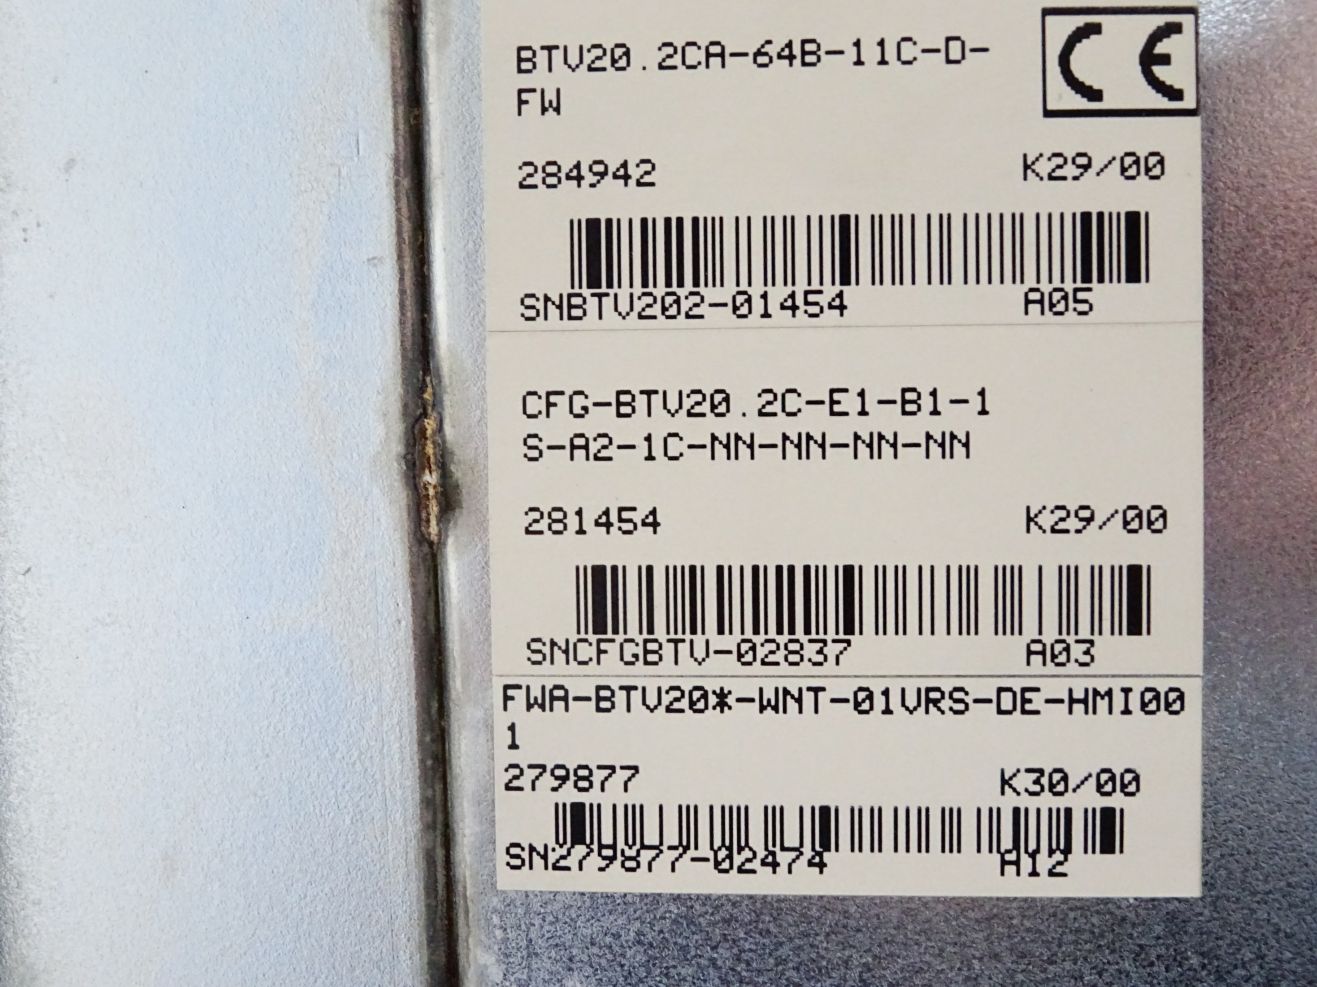 BTV20.2CA-64B-11C-D-
FW
CE
284942 K29/00
SNBTV202-01454 A05
CFG-BTV20.2C-E1-B1-1
S-A2-1C-NN-NN-NN-NN
281454 K29/00
SNCFGBTV-02837 A03
FWA-BTV20*-WNT-01VRS-DE-HMI00
1
279877 K30/00
SN279877-02474 A12